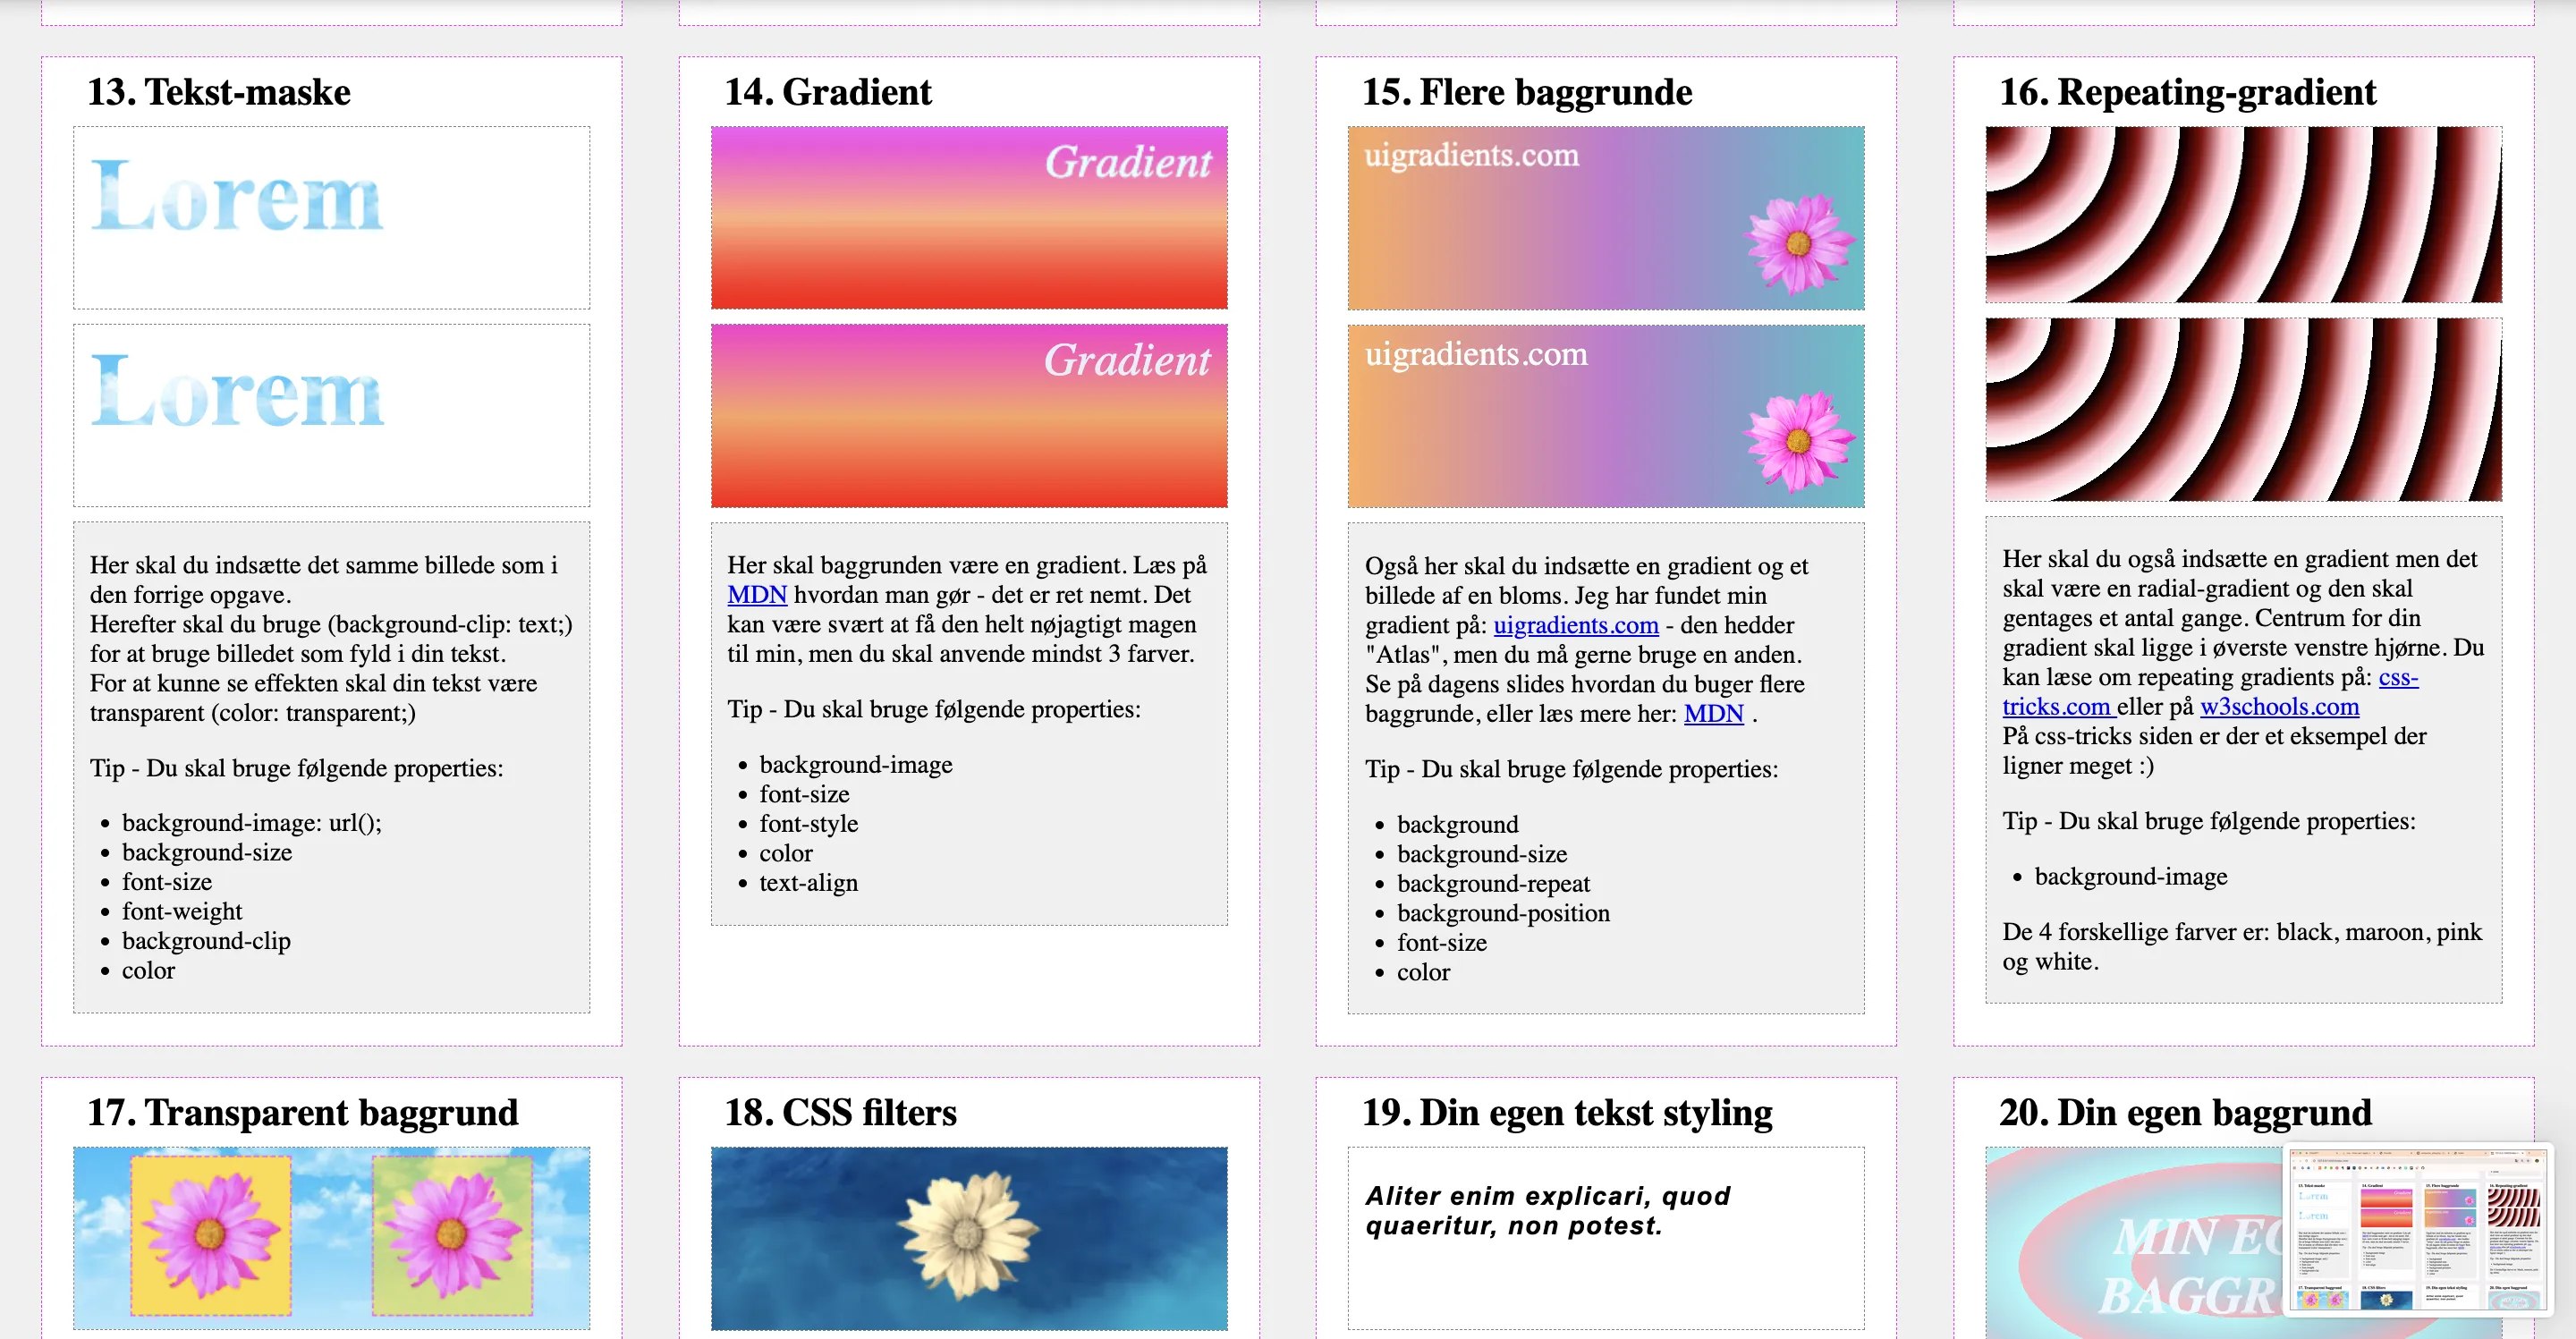 13. Tekst-maske
Lorem
Lorem
Her skal du indsætte det samme billede som i
den forrige opgave.
Herefter skal du bruge (background-clip: text;)
for at bruge billedet som fyld i din tekst.
For at kunne se effekten skal din tekst være
transparent (color: transparent;)
Tip - Du skal bruge følgende properties:
• background-image: url();
• background-size
• font-size
• font-weight
• background-clip
• color
14. Gradient
Gradient
Gradient
Her skal baggrunden være en gradient. Læs på
MDN hvordan man gør - det er ret nemt. Det
kan være svært at få den helt nøjagtigt magen
til min, men du skal anvende mindst 3 farver.
Tip - Du skal bruge følgende properties:
• background-image
• font-size
• font-style
• color
• text-align
15. Flere baggrunde
uigradients.com
uigradients.com
Også her skal du indsætte en gradient og et
billede af en bloms. Jeg har fundet min
gradient på: uigradients.com - den hedder
"Atlas", men du må gerne bruge en anden.
Se på dagens slides hvordan du buger flere
baggrunde, eller læs mere her: MDN .
Tip - Du skal bruge følgende properties:
• background
• background-size
• background-repeat
• background-position
• font-size
• color
16. Repeating-gradient
Her skal du også indsætte en gradient men det
skal være en radial-gradient og den skal
gentages et antal gange. Centrum for din
gradient skal ligge i øverste venstre hjørne. Du
kan læse om repeating gradients på: css-
tricks.com eller på w3schools.com
På css-tricks siden er der et eksempel der
ligner meget :)
Tip - Du skal bruge følgende properties:
• background-image
De 4 forskellige farver er: black, maroon, pink
og white.
17. Transparent baggrund
18. CSS filters
19. Din egen tekst styling
Aliter enim explicari, quod
quaeritur, non potest.
20. Din egen baggrund
MIN